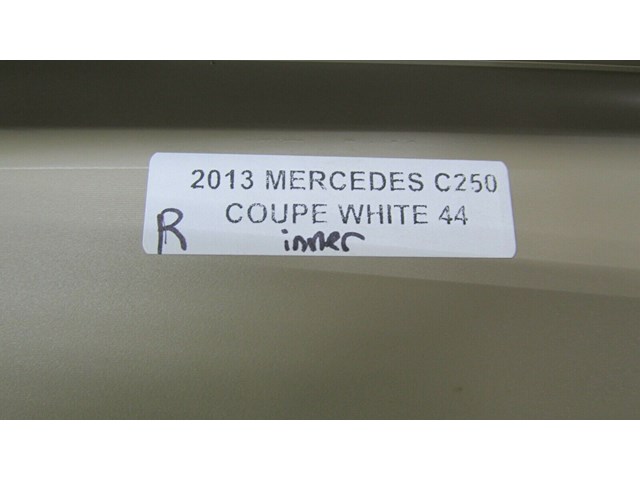 2013 MERCEDES C250
COUPE WHITE 44
R inner